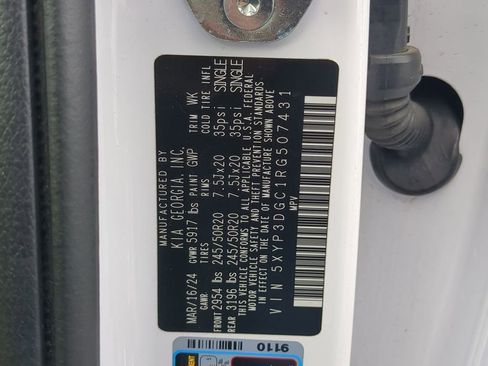 MANUFACTURED BY
KIA GEORGIA, INC.
MAR/16/24 GVWR 5917 lbs PAINT GWP TRIM WK
GAWR TIRES RIMS COLD TIRE INFL
FRONT 2954 lbs 245/50R20 7.5Jx20 35psi SINGLE
REAR 3196 lbs 245/50R20 7.5Jx20 35psi SINGLE
THIS VEHICLE CONFORMS TO ALL APPLICABLE U.S.A. FEDERAL
MOTOR VEHICLE SAFETY AND THEFT PREVENTION STANDARDS
IN EFFECT ON THE DATE OF MANUFACTURE SHOWN ABOVE
VIN 5XYP3DGC1RG507431
MPV
9110